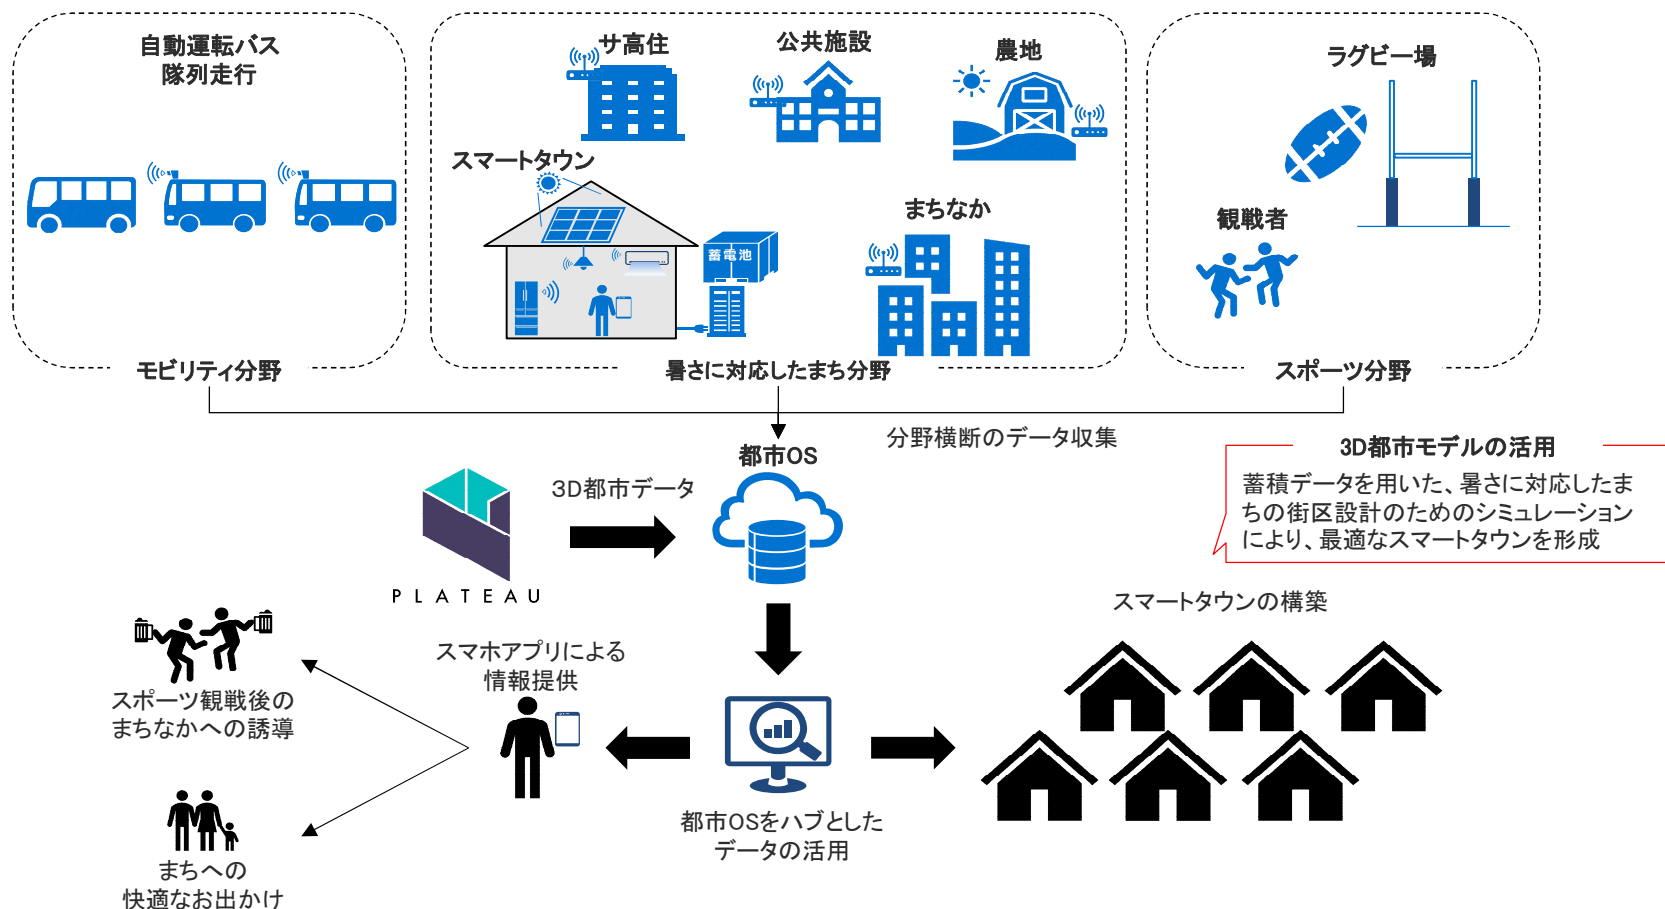 自動運転バス
隊列走行
モビリティ分野
サ高住
公共施設
農地
スマートタウン
蓄電池
まちなか
暑さに対応したまち分野
ラグビー場
観戦者
スポーツ分野
分野横断のデータ収集
都市OS
3D都市データ
PLATEAU
3D都市モデルの活用
蓄積データを用いた、暑さに対応したま
ちの街区設計のためのシミュレーション
により、最適なスマートタウンを形成
スマートタウンの構築
スマホアプリによる
情報提供
都市OSをハブとした
データの活用
スポーツ観戦後の
まちなかへの誘導
まちへの
快適なお出かけ